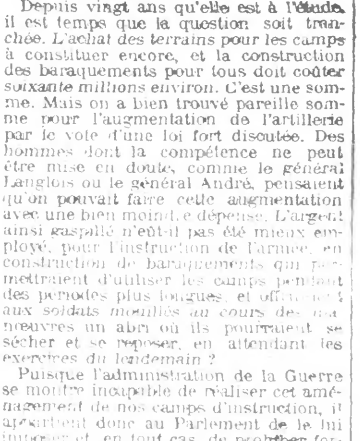 Depuis vingt ans qu'elle est à l'étude,
il est temps que la question soit tran-
chée. L'achat des terrains pour les camps
à constituer encore, et la construction
des baraquements pour tous doit coûter
soixante millions environ. C'est une som-
me. Mais on a bien trouvé pareille som-
me pour l'augmentation de l'artillerie
par le vote d'une loi fort discutée. Des
hommes dont la compétence ne peut
être mise en doute, comme le général
Langlois ou le général André, pensaient
qu'on pouvait faire cette augmentation
avec une bien moindre dépense. L'argent
ainsi gaspillé n'eût-il pas été mieux em-
ployé, pour l'instruction de l'armée, en
construction de baraquements qui per-
mettraient d'utiliser les camps pendant
des périodes plus longues, et offriraient
aux soldats mouillés au cours des ma-
nœuvres un abri où ils pourraient se
sécher et se reposer, en attendant les
exercices du lendemain ?
Puisque l'administration de la Guerre
se montre incapable de réaliser cet amé-
nagement de nos camps d'instruction, il
appartient donc au Parlement de le lui
imposer et, en tout cas, de